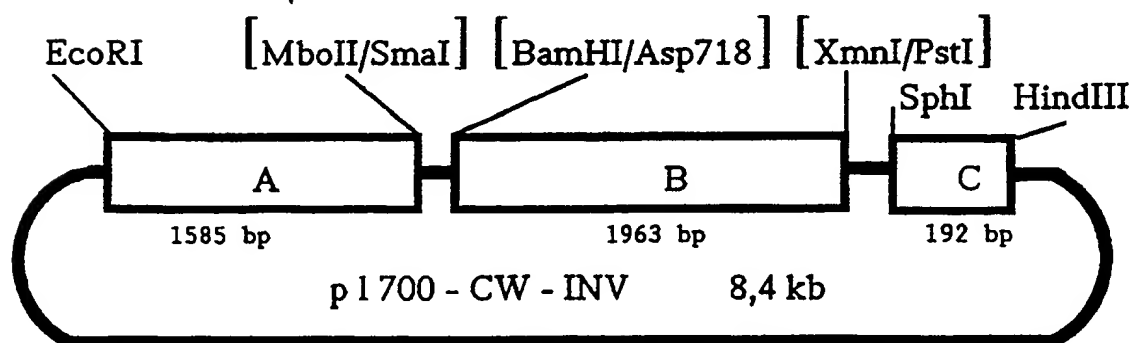 EcoRI [MboII/SmaI] [BamHI/Asp718] [XmnI/PstI]
SphI HindIII
A B C
1585 bp 1963 bp 192 bp
p 1700 - CW - INV 8,4 kb